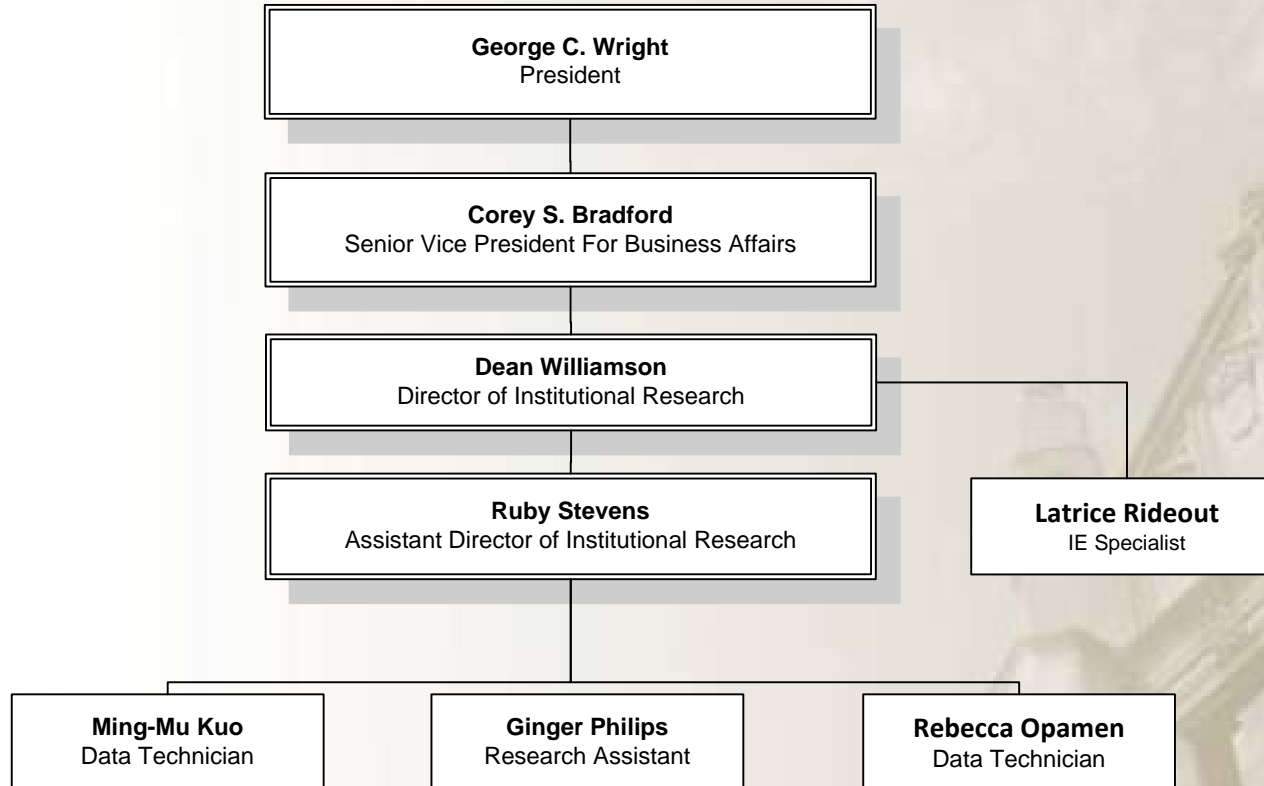 George C. Wright
President
Corey S. Bradford
Senior Vice President For Business Affairs
Dean Williamson
Director of Institutional Research
Ruby Stevens
Assistant Director of Institutional Research
Latrice Rideout
IE Specialist
Ming-Mu Kuo
Data Technician
Ginger Philips
Research Assistant
Rebecca Opamen
Data Technician